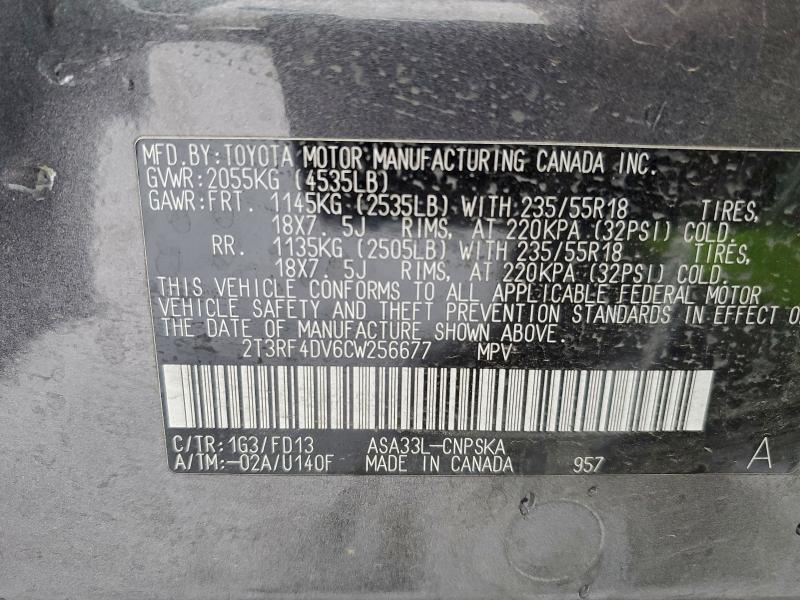 MFD.BY:TOYOTA MOTOR MANUFACTURING CANADA INC.
GVWR:2055KG (4535LB)
GAWR:FRT. 1145KG (2535LB) WITH 235/55R18 TIRES,
18X7. 5J RIMS, AT 220KPA (32PSI) COLD.
RR. 1135KG (2505LB) WITH 235/55R18 TIRES,
18X7. 5J RIMS, AT 220KPA (32PSI) COLD.
THIS VEHICLE CONFORMS TO ALL APPLICABLE FEDERAL MOTOR
VEHICLE SAFETY AND THEFT PREVENTION STANDARDS IN EFFECT O
THE DATE OF MANUFACTURE SHOWN ABOVE.
2T3RF4DV6CW256677 MPV
C/TR:1G3/FD13 ASA33L-CNPSKA
A/TM:-02A/U140F MADE IN CANADA 957 A